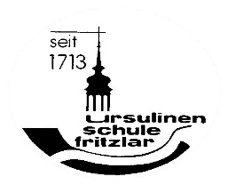 seit
1713
ursulinen
schule
fritzlar